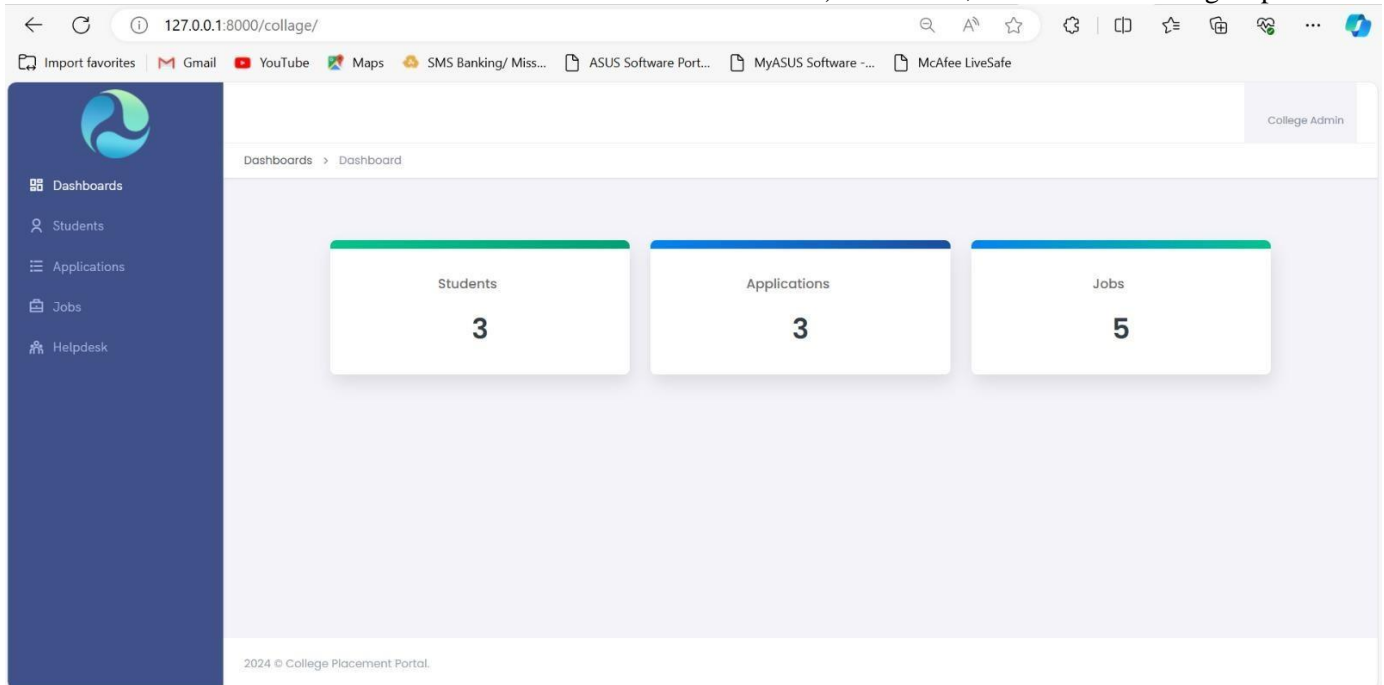 127.0.0.1:8000/collage/
Import favorites Gmail YouTube Maps SMS Banking/ Miss... ASUS Software Port... MyASUS Software -... McAfee LiveSafe
College Admin
Dashboards > Dashboard
Dashboards
Students
Applications
Jobs
Helpdesk
Students
3
Applications
3
Jobs
5
2024 © College Placement Portal.